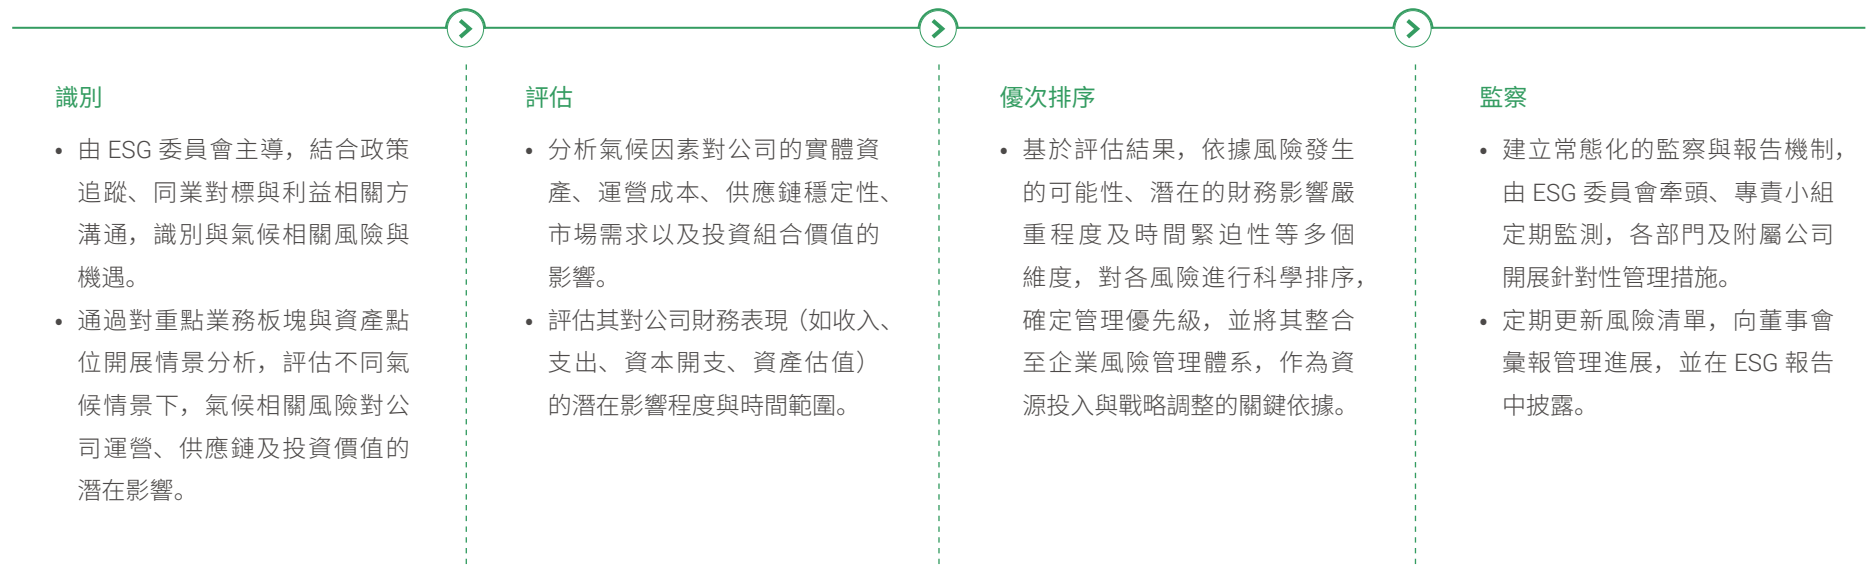 識別
• 由 ESG 委員會主導，結合政策
追蹤、同業對標與利益相關方
溝通，識別與氣候相關風險與
機遇。
• 通過對重點業務板塊與資產點
位開展情景分析，評估不同氣
候情景下，氣候相關風險對公
司運營、供應鏈及投資價值的
潛在影響。
評估
• 分析氣候因素對公司的實體資
產、運營成本、供應鏈穩定性、
市場需求以及投資組合價值的
影響。
• 評估其對公司財務表現（如收入、
支出、資本開支、資產估值）
的潛在影響程度與時間範圍。
優次排序
• 基於評估結果，依據風險發生
的可能性、潛在的財務影響嚴
重程度及時間緊迫性等多個
維度，對各風險進行科學排序，
確定管理優先級，並將其整合
至企業風險管理體系，作為資
源投入與戰略調整的關鍵依據。
監察
• 建立常態化的監察與報告機制，
由 ESG 委員會牽頭、專責小組
定期監測，各部門及附屬公司
開展針對性管理措施。
• 定期更新風險清單，向董事會
彙報管理進展，並在 ESG 報告
中披露。